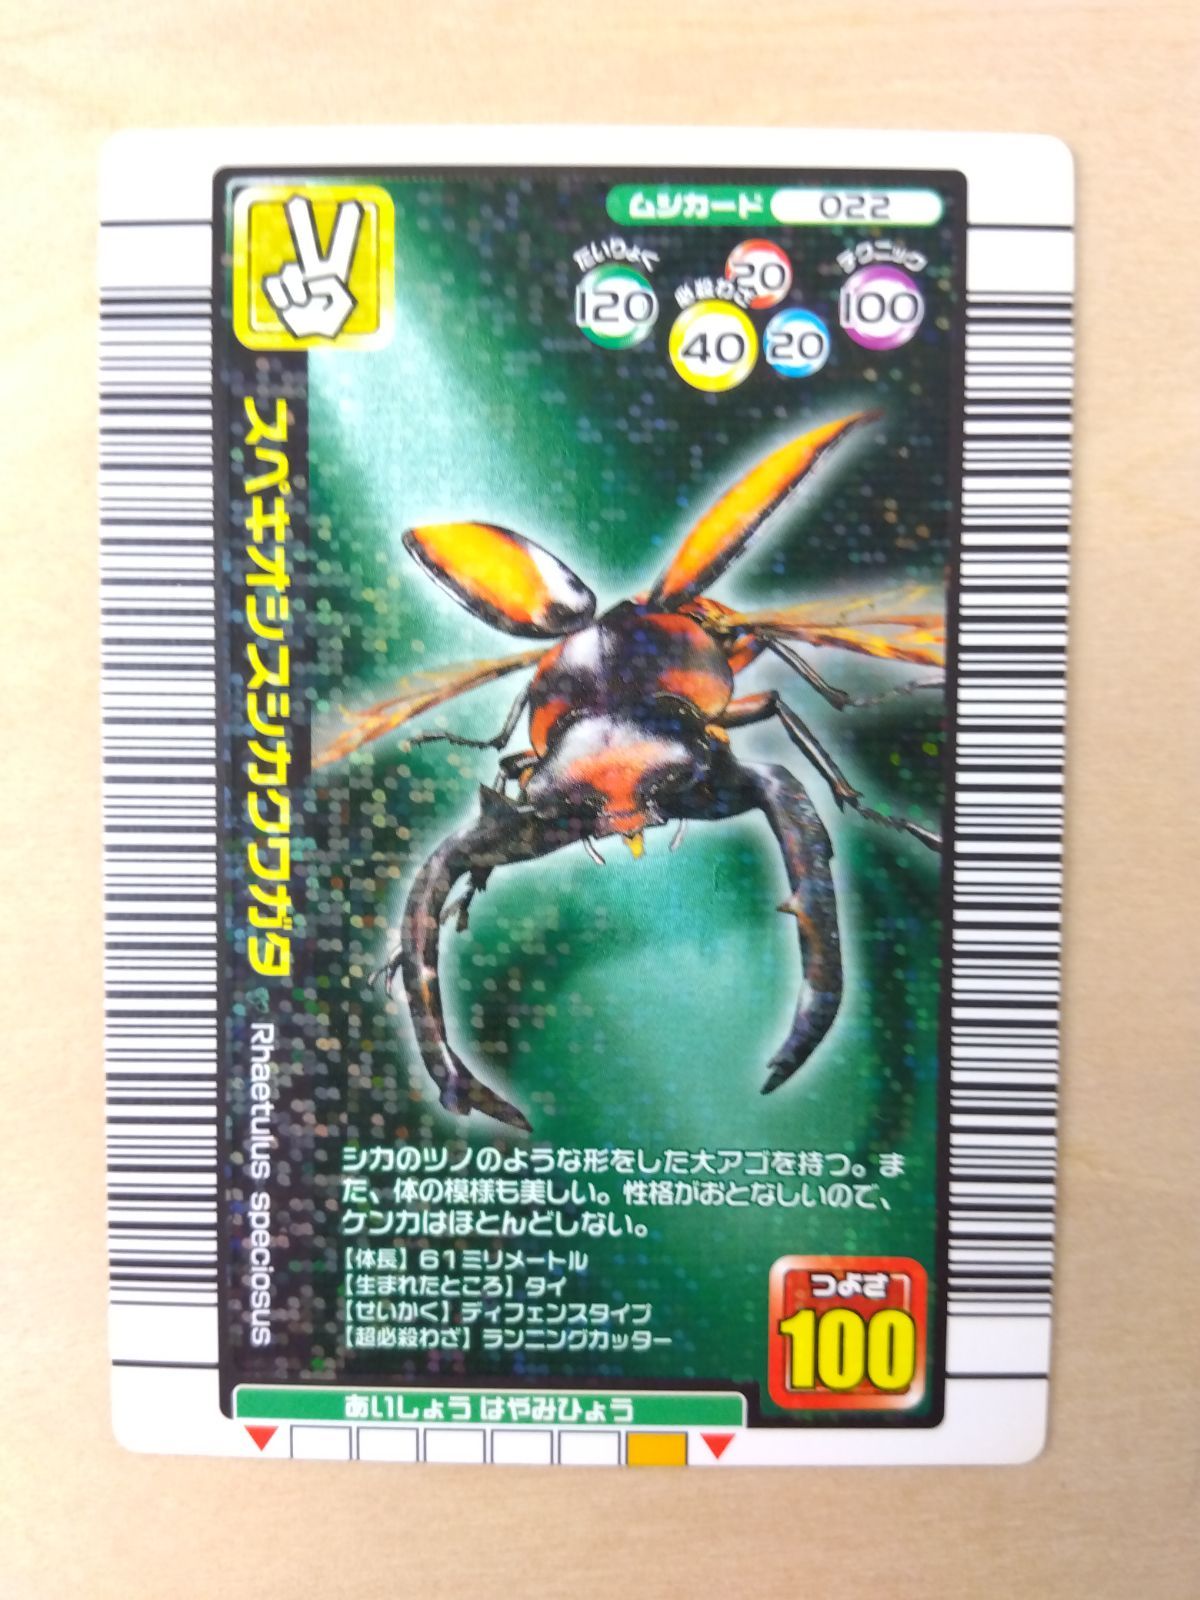 ムシカード 022
たいりょく
120
20
必殺わざ
40
20
テクニック
100
スペキオシスシカクワガタ
Rhaetulus speciosus
シカのツノのような形をした大アゴを持つ。ま
た、体の模様も美しい。性格がおとなしいので、
ケンカはほとんどしない。
【体長】61ミリメートル
【生まれたところ】タイ
【せいかく】ディフェンスタイプ
【超必殺わざ】ランニングカッター
つよさ
100
あいしょう はやみひょう